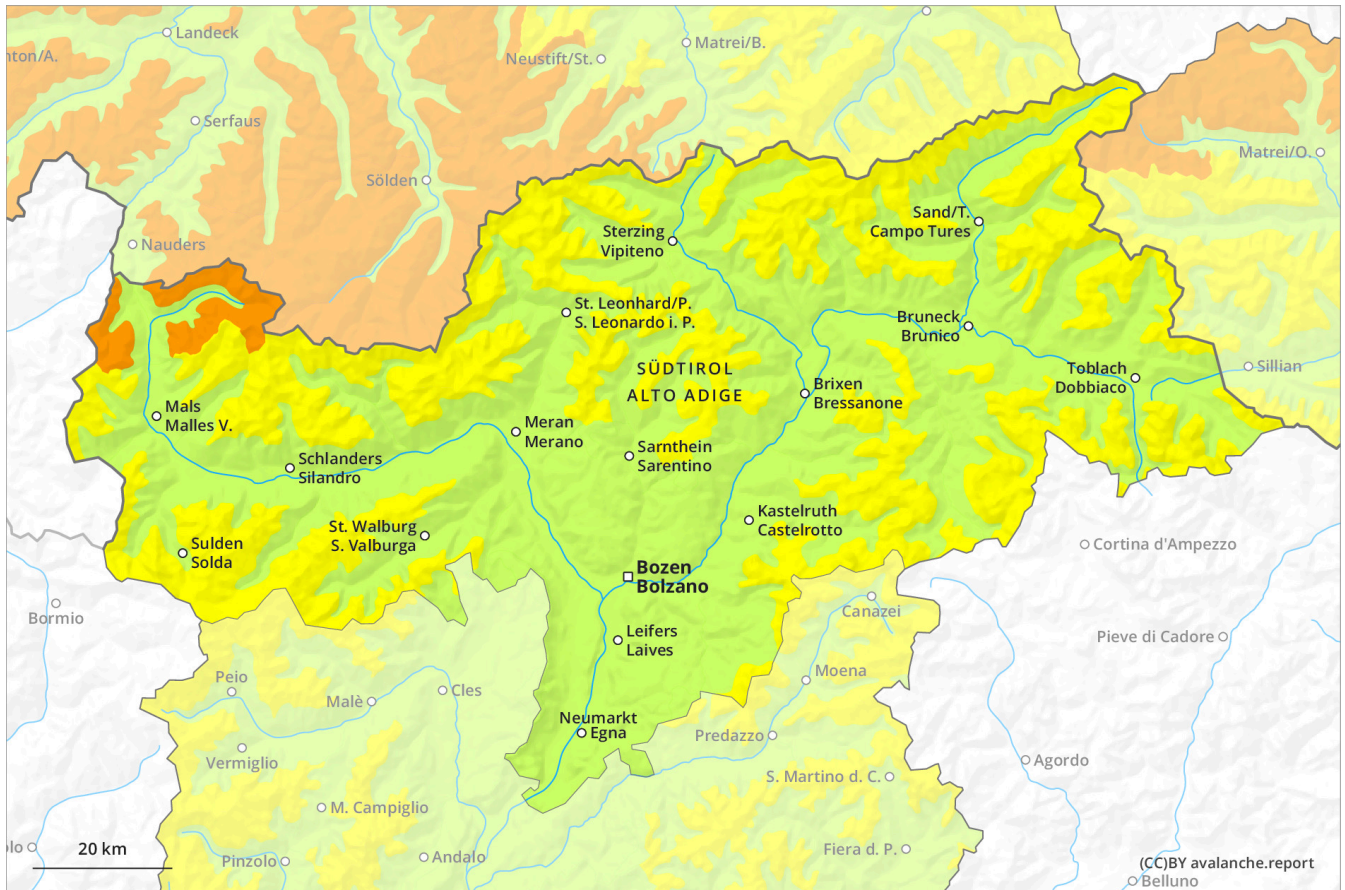 Landeck
Matrei/B.
nton/A.
Neustift/St.
Serfaus
Matrei/O.
Sölden
Sand/T.
Campo Tures
Sterzing
Vipiteno
Nauders
St. Leonhard/P.
S. Leonardo i. P.
Bruneck
Brunico
SÜDTIROL
ALTO ADIGE
Toblach
Dobbiaco
Sillian
Brixen
Bressanone
Mals
Malles V.
Meran
Merano
Sarnthein
Sarentino
Schlanders
Silandro
Kastelruth
Castelrotto
St. Walburg
S. Valburga
Sulden
Solda
Cortina d'Ampezzo
Bozen
Bolzano
Bormio
Canazei
Leifers
Laives
Pieve di Cadore
Peio
Malè
Cles
Moena
Neumarkt
Egna
Predazzo
Vermiglio
Agordo
S. Martino d. C.
M. Campiglio
olo
20 km
Pinzolo
Andalo
Fiera d. P.
(CC)BY avalanche.report
Belluno